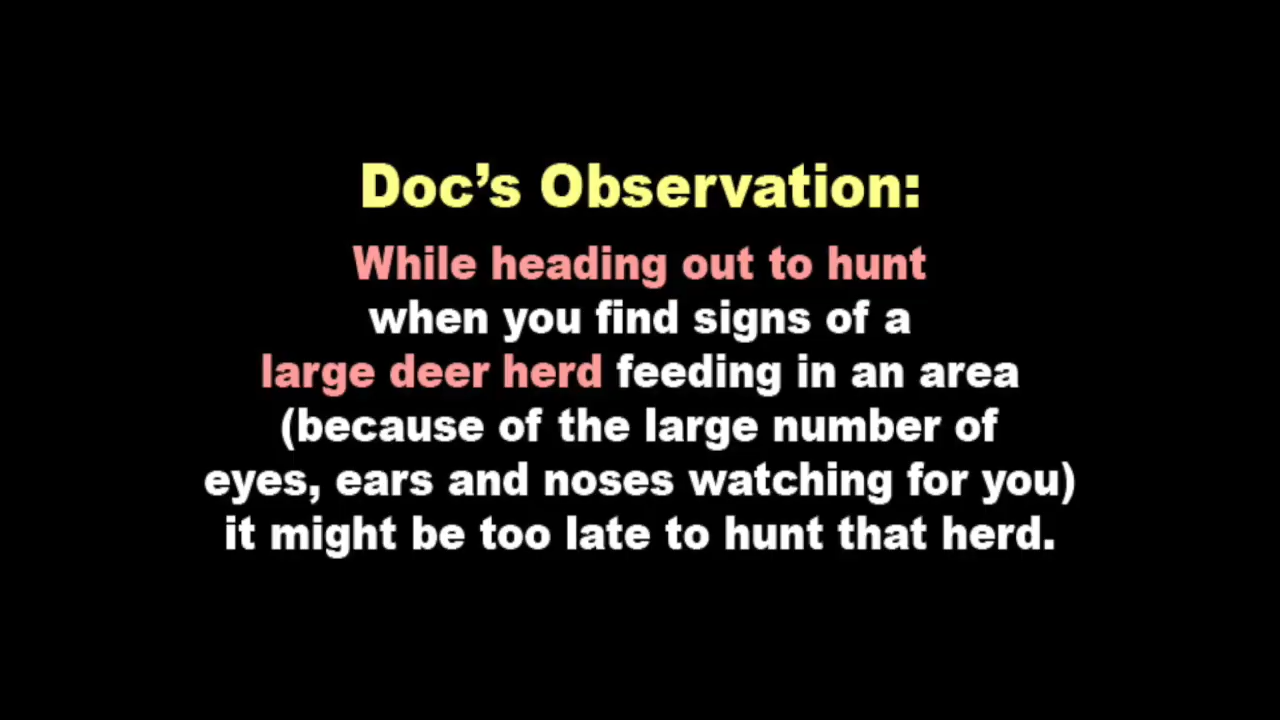 Doc’s Observation:
While heading out to hunt
when you find signs of a
large deer herd feeding in an area
(because of the large number of
eyes, ears and noses watching for you)
it might be too late to hunt that herd.